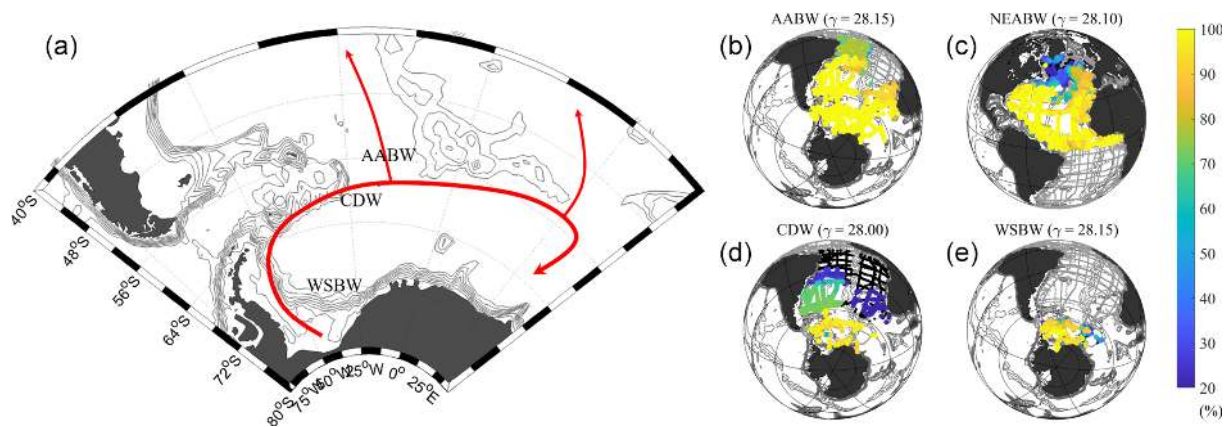 (a)
AABW
CDW
WSBW
40°S
48°S
56°S
64°S
72°S
80°S
75°W
50°W
25°W
0°
25°E
AABW (γ = 28.15)
(b)
NEABW (γ = 28.10)
(c)
CDW (γ = 28.00)
(d)
WSBW (γ = 28.15)
(e)
100
90
80
70
60
50
40
30
20
(%)